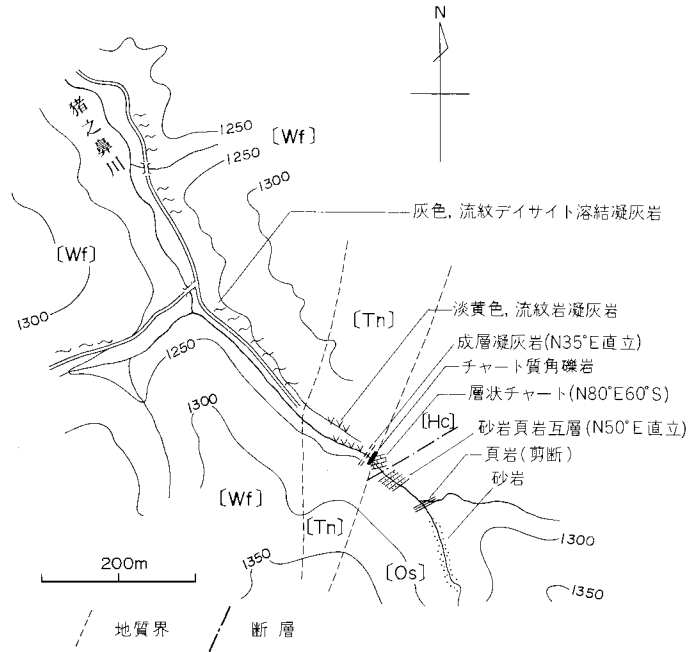 N
猪之鼻川
1250
〔Wf〕
1250
1300
灰色, 流紋デイサイト溶結凝灰岩
〔Wf〕
1300
〔Tn〕
淡黄色, 流紋岩凝灰岩
成層凝灰岩(N35°E直立)
チャート質角礫岩
層状チャート(N80°E60°S)
〔Hc〕
砂岩頁岩互層(N50°E直立)
頁岩(剪断)
砂岩
1250
1300
〔Wf〕
〔Tn〕
1300
200m
1350
〔Os〕
1350
地質界
断層